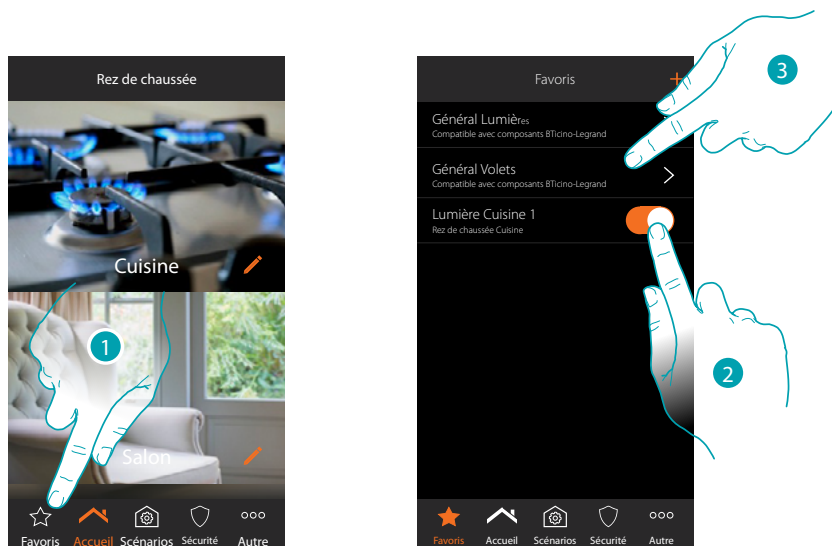 Rez de chaussée
Cuisine
1
Salon
Favoris Accueil Scénarios Sécurité Autre
Favoris
+
3
Général Lumières
Compatible avec composants BTicino-Legrand
Général Volets
Compatible avec composants BTicino-Legrand
Lumière Cuisine 1
Rez de chaussée Cuisine
2
Favoris Accueil Scénarios Sécurité Autre